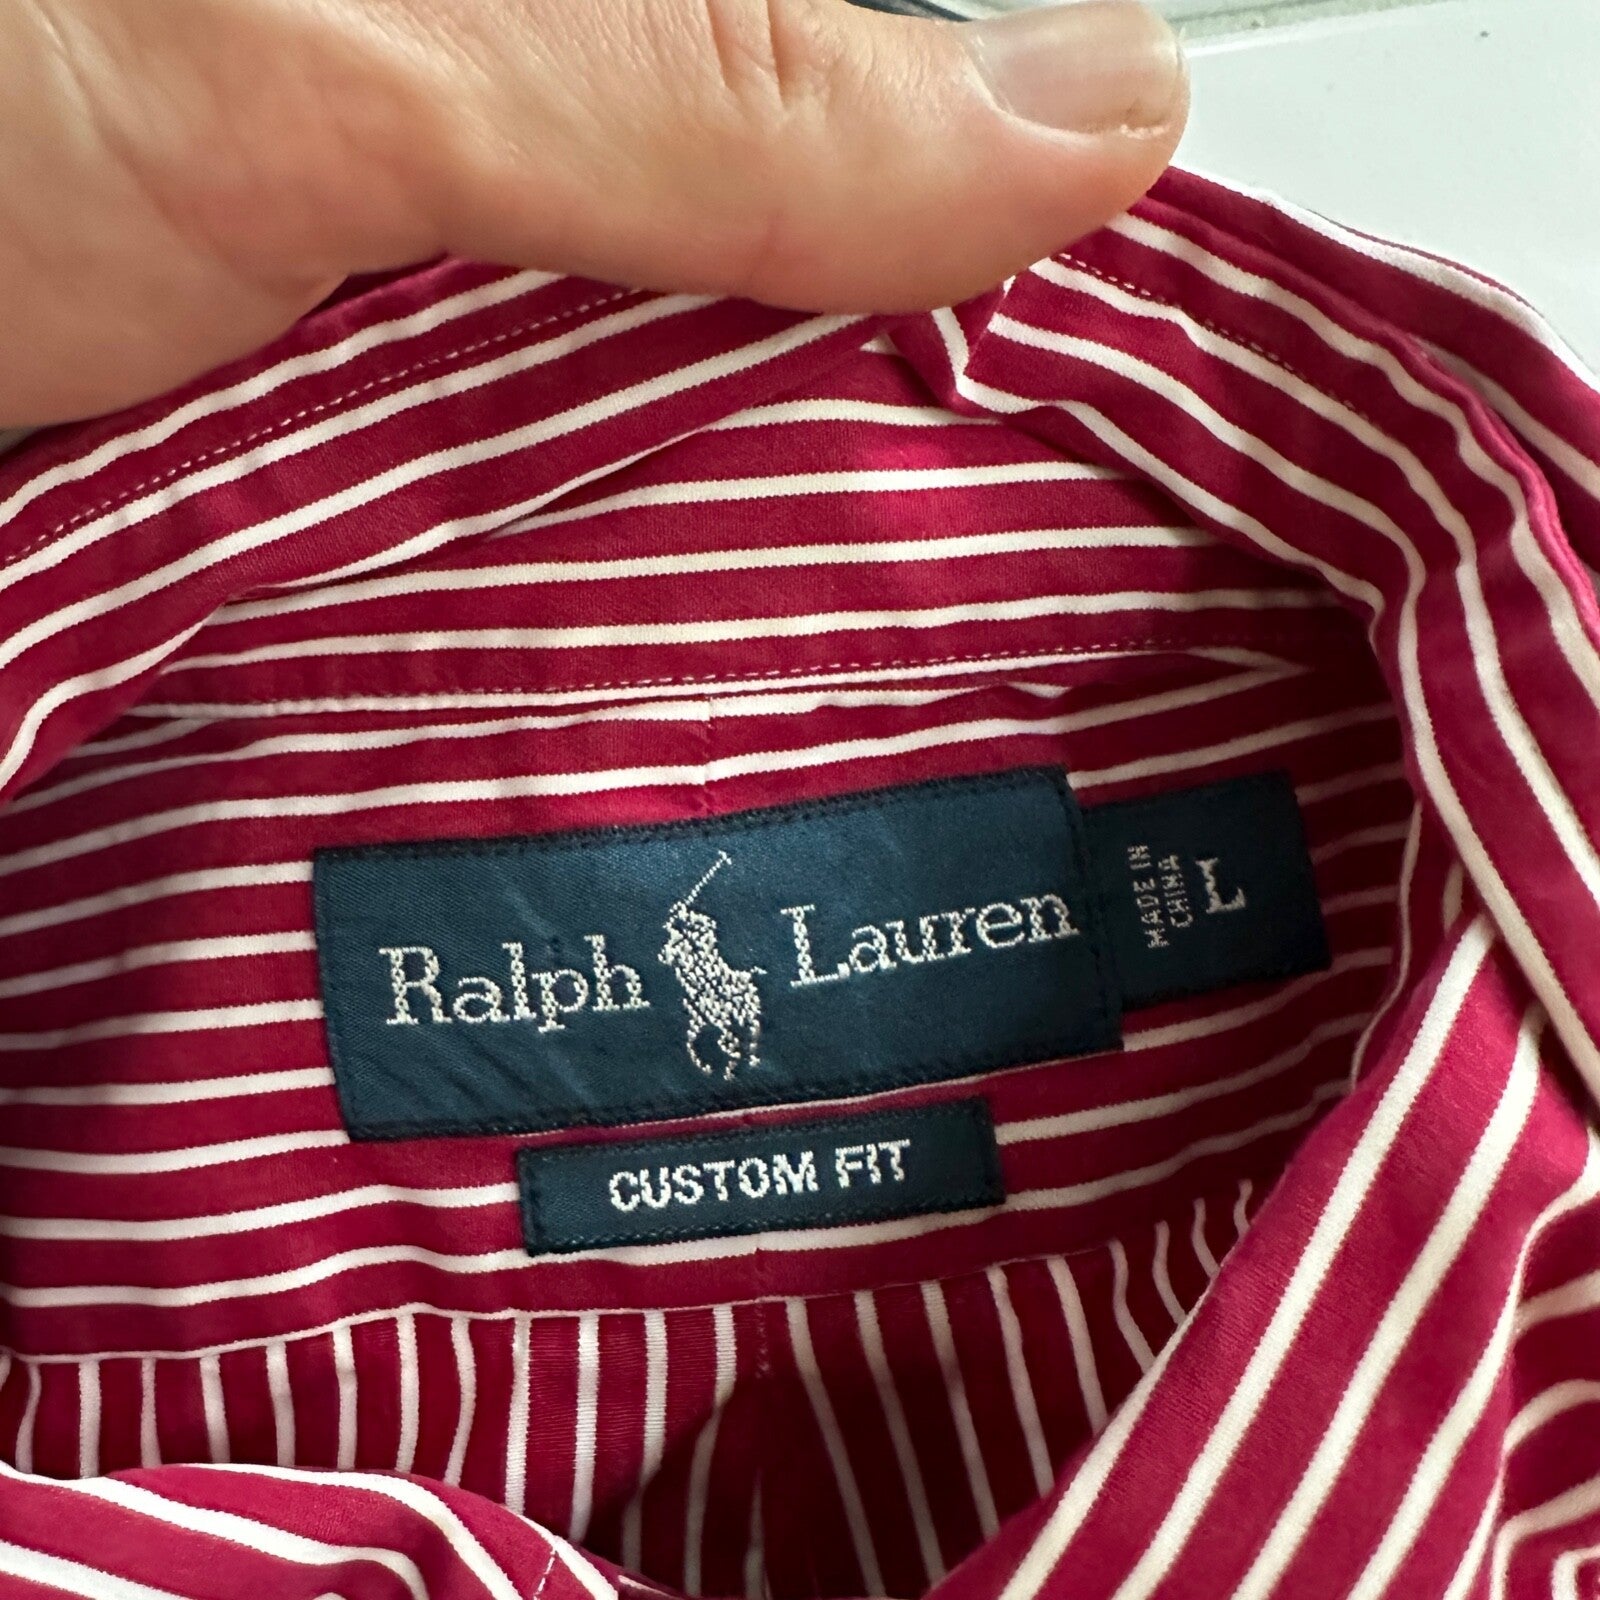 Ralph Lauren
MADE IN
CHINA
L
CUSTOM FIT